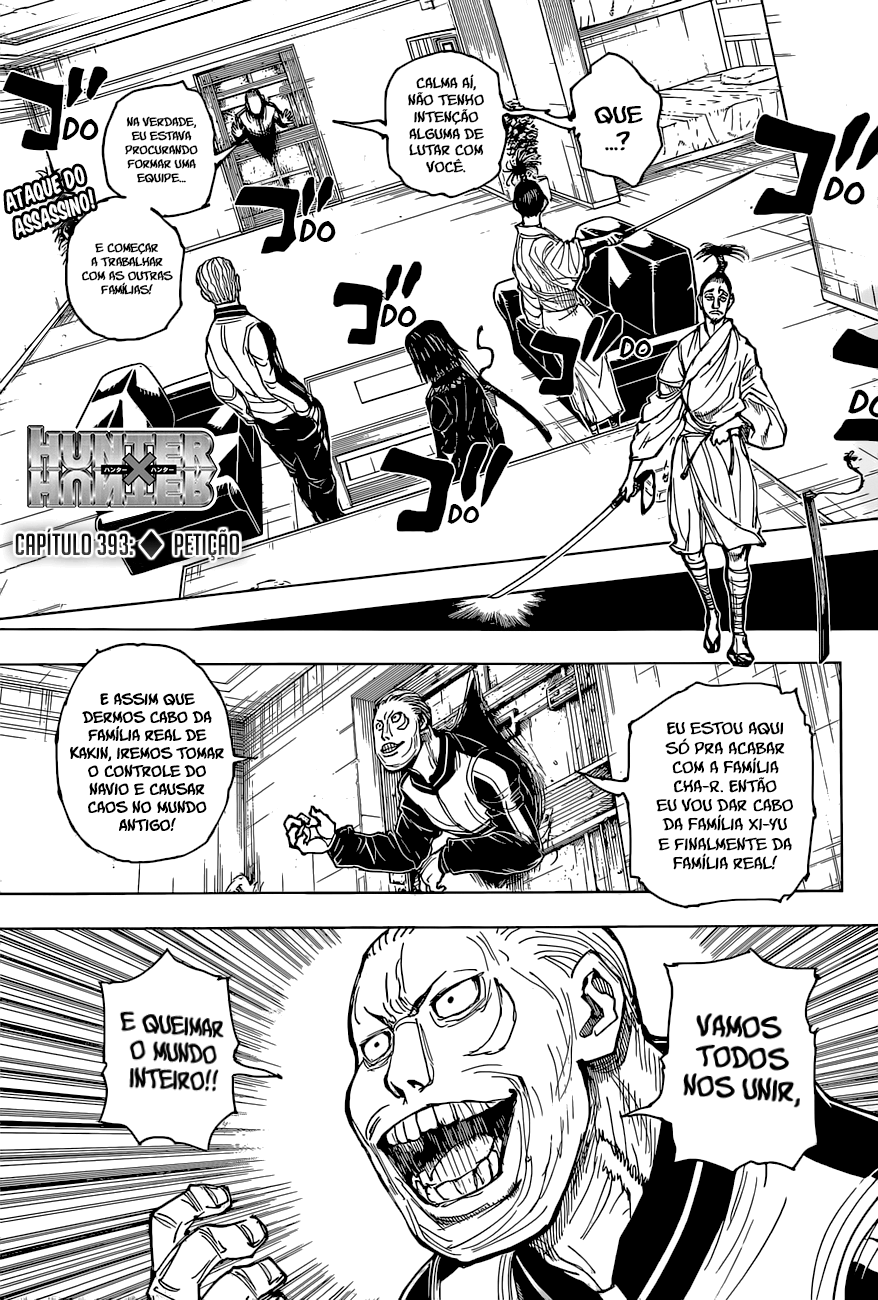 QUE
...?
CALMA AÍ,
NÃO TENHO
INTENÇÃO
ALGUMA DE
LUTAR COM
VOCÊ.
NA VERDADE,
EU ESTAVA
PROCURANDO
FORMAR UMA
EQUIPE...
E COMEÇAR
A TRABALHAR
COM AS OUTRAS
FAMÍLIAS!
ATAQUE DO
ASSASSINO!
ゴ DO
ゴ DO
ゴ DO
ゴ DO
ゴ DO
ゴ DO
DO
HUNTER
ハンター × ハンター
HUNTER
CAPÍTULO 393: ◆ PETIÇÃO
EU ESTOU AQUI
SÓ PRA ACABAR
COM A FAMÍLIA
CHA-R. ENTÃO
EU VOU DAR CABO
DA FAMÍLIA XI-YU
E FINALMENTE DA
FAMÍLIA REAL!
E ASSIM QUE
DERMOS CABO DA
FAMÍLIA REAL DE
KAKIN, IREMOS TOMAR
O CONTROLE DO
NAVIO E CAUSAR
CAOS NO MUNDO
ANTIGO!
VAMOS
TODOS
NOS UNIR,
E QUEIMAR
O MUNDO
INTEIRO!!